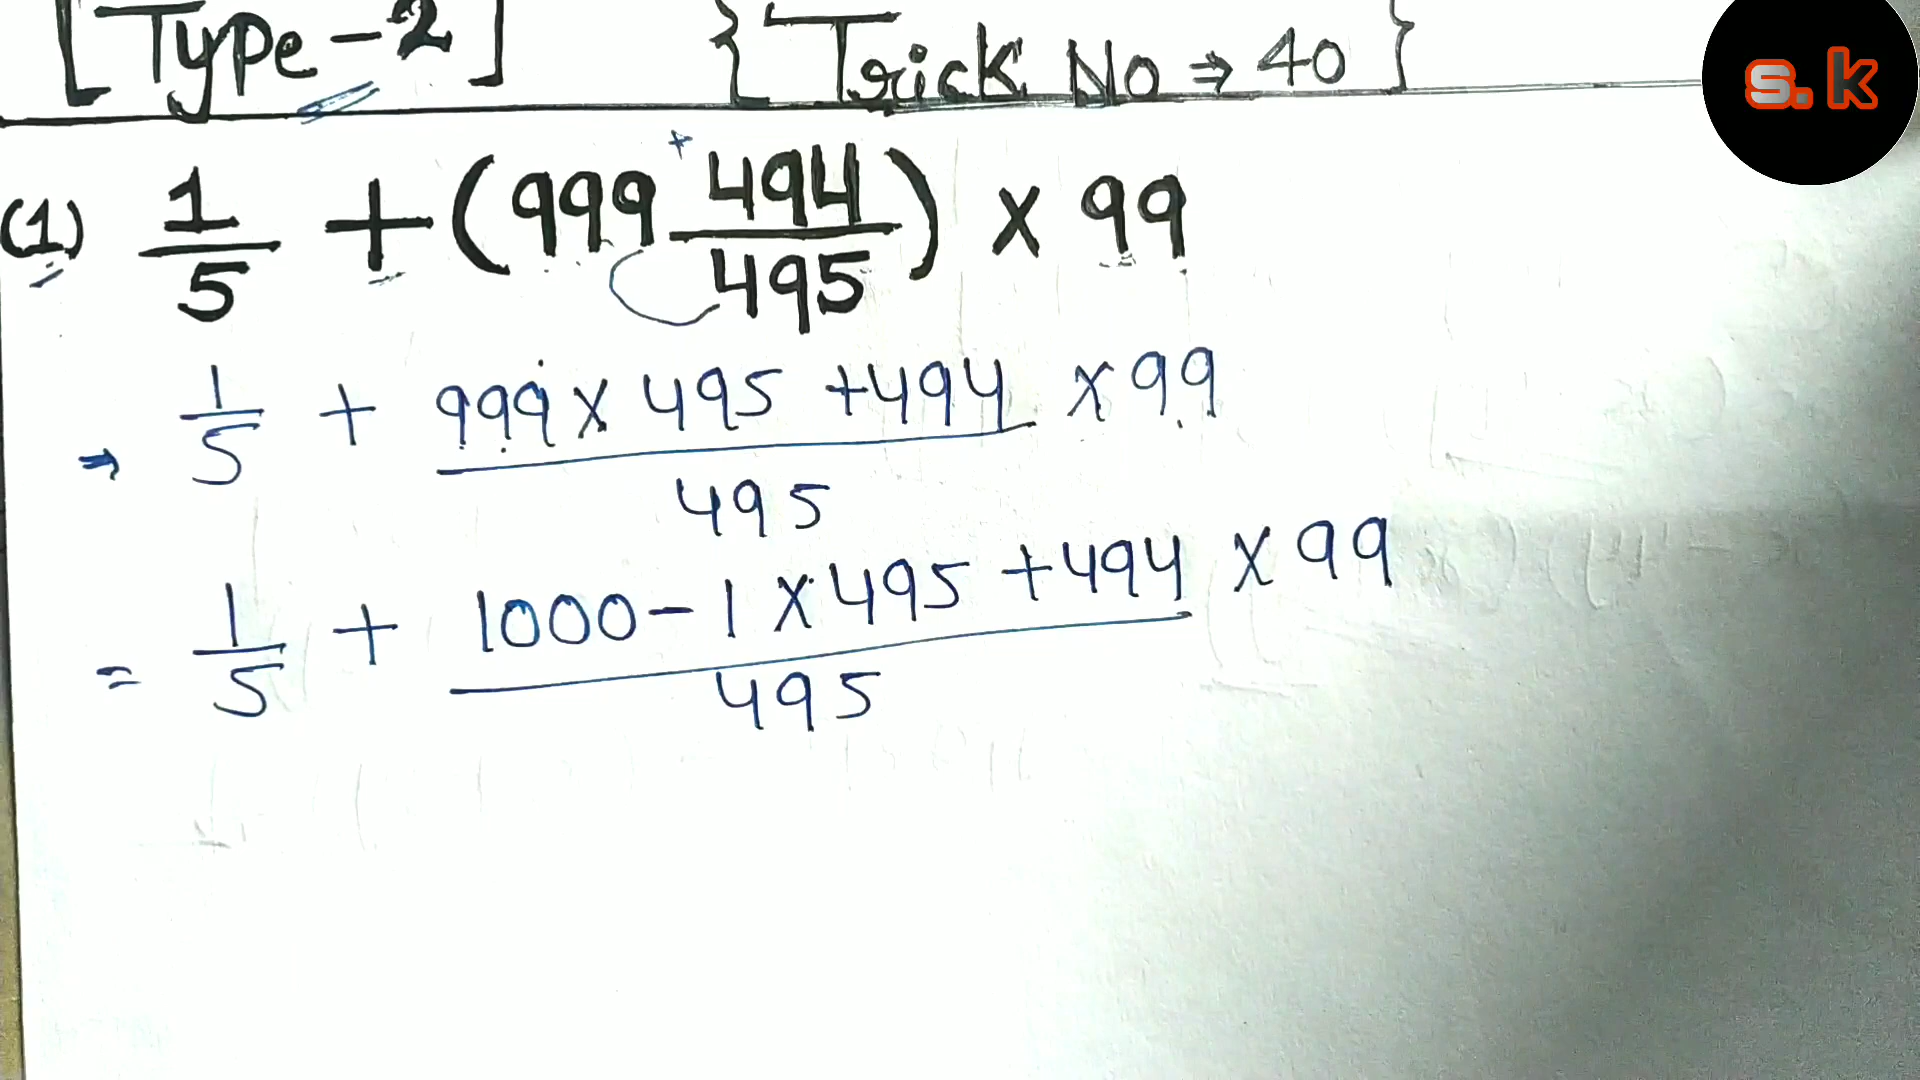 [Type-2] {Trick No ⇒ 40}
s.k
(1) 1/5 + (999 + 494/495) × 99
⇒ 1/5 + 999 × 495 + 494/495 × 99
= 1/5 + 1000 - 1 × 495 + 494/495 × 99